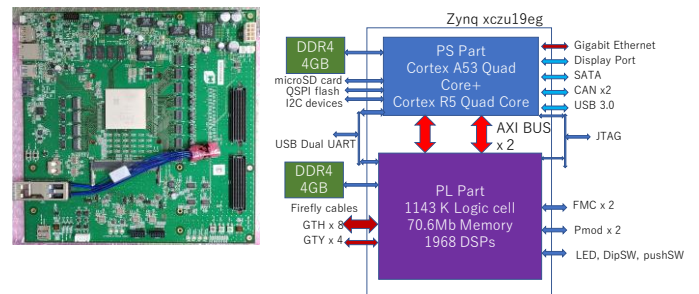 Zynq xczu19eg
DDR4
4GB
microSD card
QSPI flash
I2C devices
USB Dual UART
PS Part
Cortex A53 Quad
Core+
Cortex R5 Quad Core
Gigabit Ethernet
Display Port
SATA
CAN x2
USB 3.0
AXI BUS
x 2
JTAG
DDR4
4GB
Firefly cables
GTH x 8
GTY x 4
PL Part
1143 K Logic cell
70.6Mb Memory
1968 DSPs
FMC x 2
Pmod x 2
LED, DipSW, pushSW